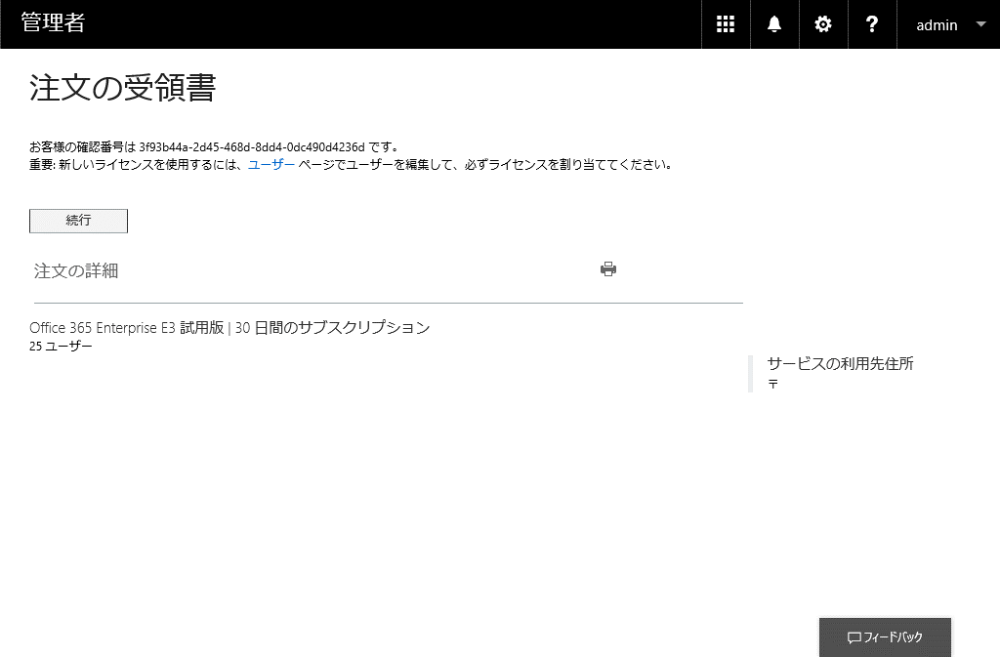 管理者
?
admin
注文の受領書
お客様の確認番号は 3f93b44a-2d45-468d-8dd4-0dc490d4236d です。
重要: 新しいライセンスを使用するには、ユーザー ページでユーザーを編集して、必ずライセンスを割り当ててください。
続行
注文の詳細
Office 365 Enterprise E3 試用版 | 30 日間のサブスクリプション
25 ユーザー
サービスの利用先住所
〒
フィードバック